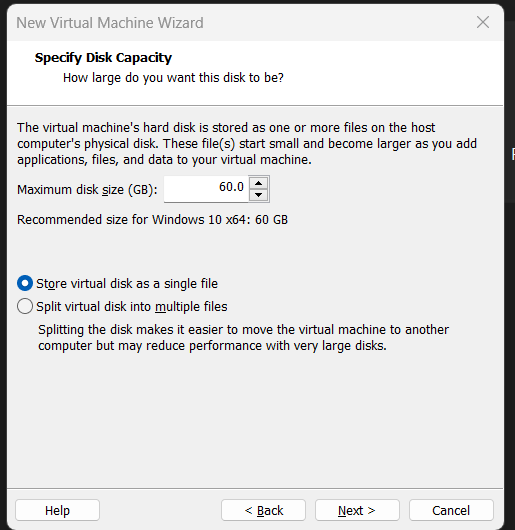 New Virtual Machine Wizard
Specify Disk Capacity
How large do you want this disk to be?
The virtual machine's hard disk is stored as one or more files on the host
computer's physical disk. These file(s) start small and become larger as you add
applications, files, and data to your virtual machine.
Maximum disk size (GB): 60.0
Recommended size for Windows 10 x64: 60 GB
Store virtual disk as a single file
Split virtual disk into multiple files
Splitting the disk makes it easier to move the virtual machine to another
computer but may reduce performance with very large disks.
Help < Back Next > Cancel